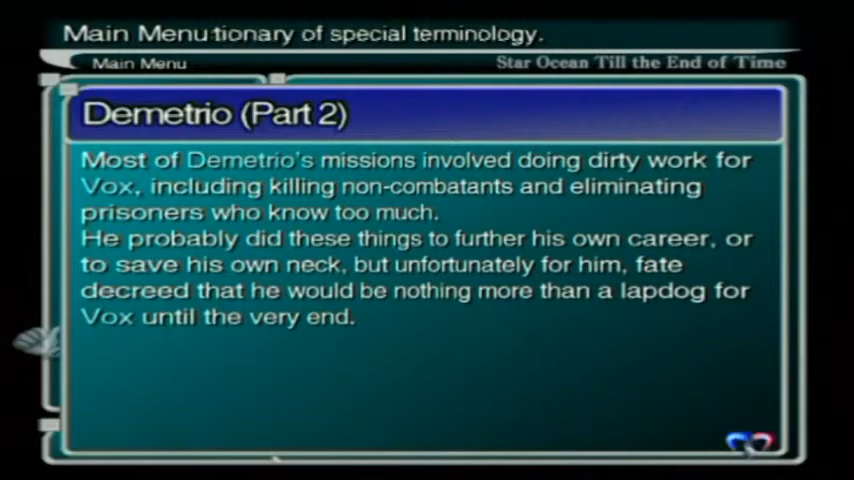 Main Menu:tionary of special terminology.
Main Menu
Star Ocean Till the End of Time
Demetrio (Part 2)
Most of Demetrio's missions involved doing dirty work for
Vox, including killing non-combatants and eliminating
prisoners who know too much.
He probably did these things to further his own career, or
to save his own neck, but unfortunately for him, fate
decreed that he would be nothing more than a lapdog for
Vox until the very end.